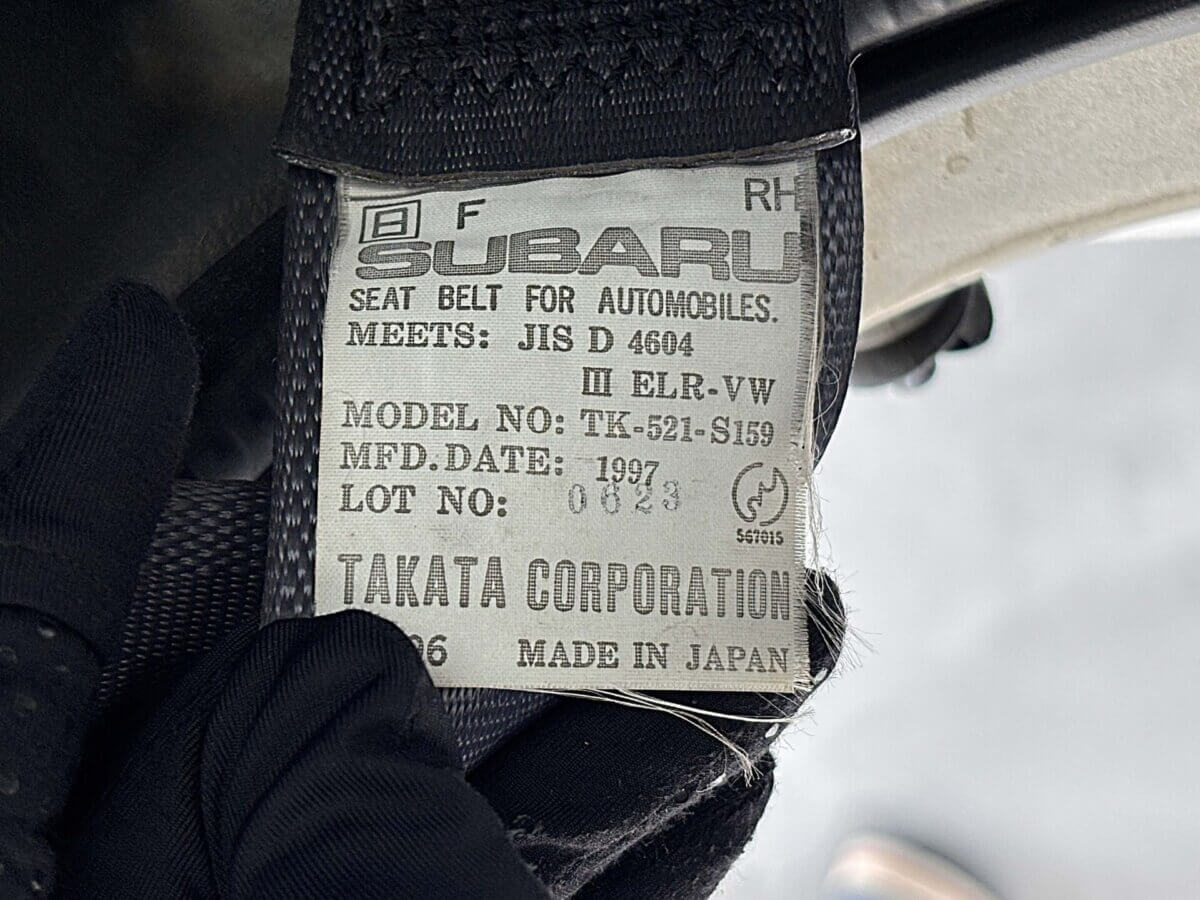 F RH
SUBARU
SEAT BELT FOR AUTOMOBILES.
MEETS: JIS D 4604
III ELR-VW
MODEL NO: TK-521-S159
MFD.DATE: 1997
LOT NO: 0623
567015
TAKATA CORPORATION
96 MADE IN JAPAN